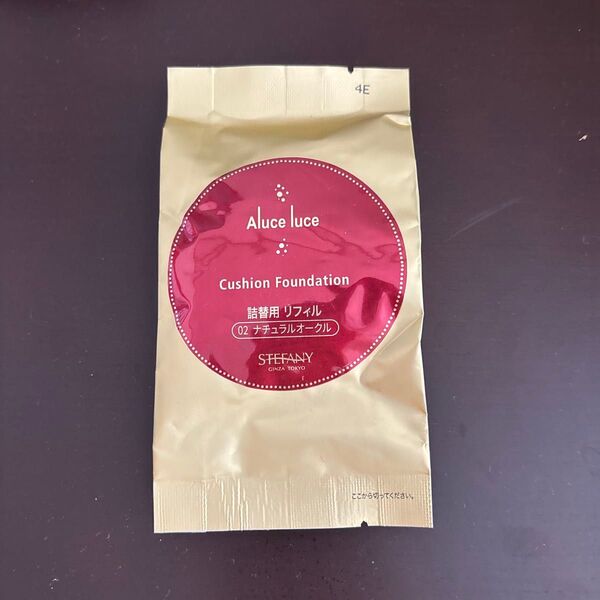 4E
Aluce luce
Cushion Foundation
詰替用 リフィル
02 ナチュラルオークル
STEFANY
GINZA TOKYO
ここから切ってください。